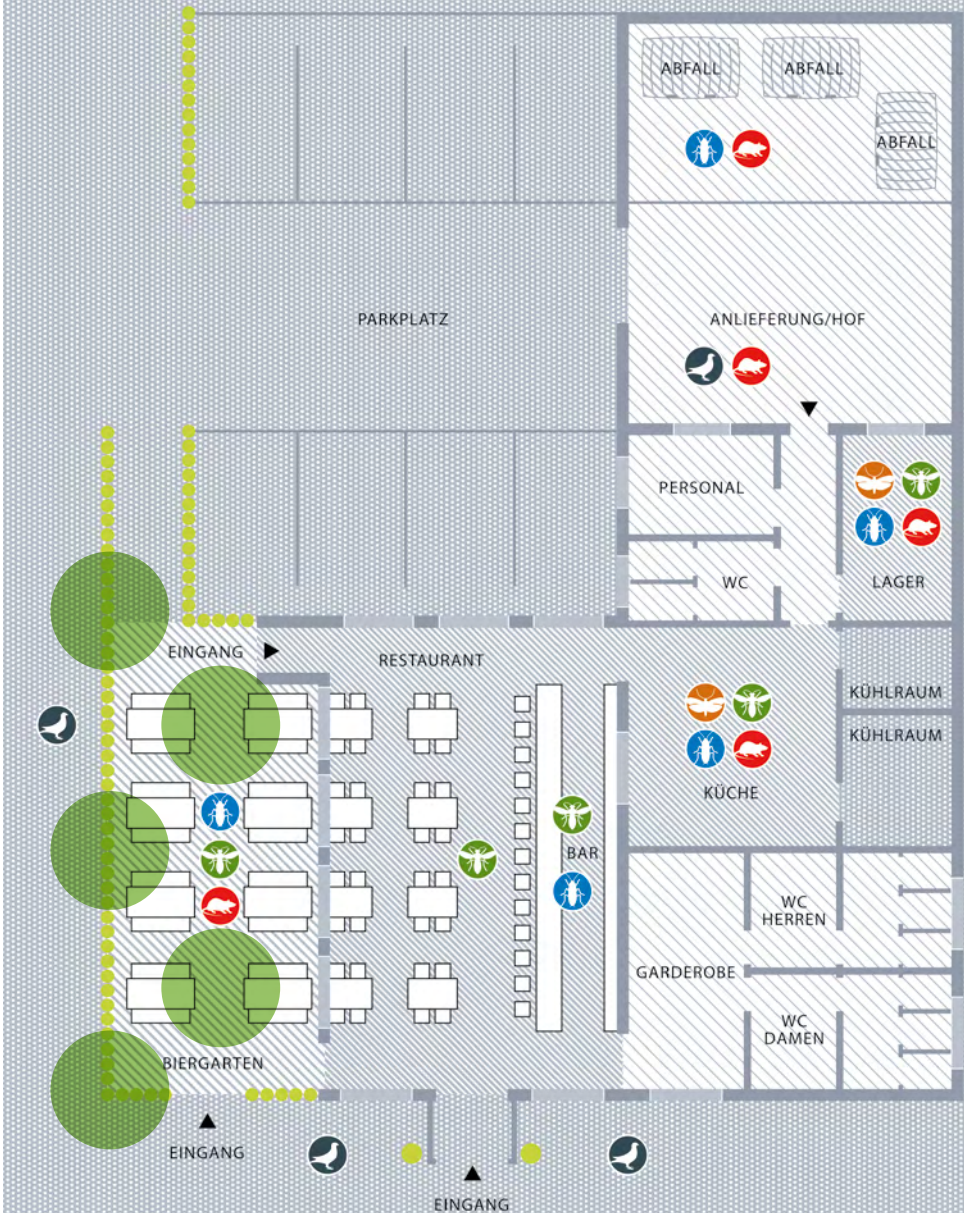 ABFALL
ABFALL
ABFALL
PARKPLATZ
ANLIEFERUNG/HOF
PERSONAL
WC
LAGER
EINGANG
RESTAURANT
KÜHLRAUM
KÜHLRAUM
KÜCHE
BAR
WC
HERREN
GARDEROBE
WC
DAMEN
BIERGARTEN
EINGANG
EINGANG